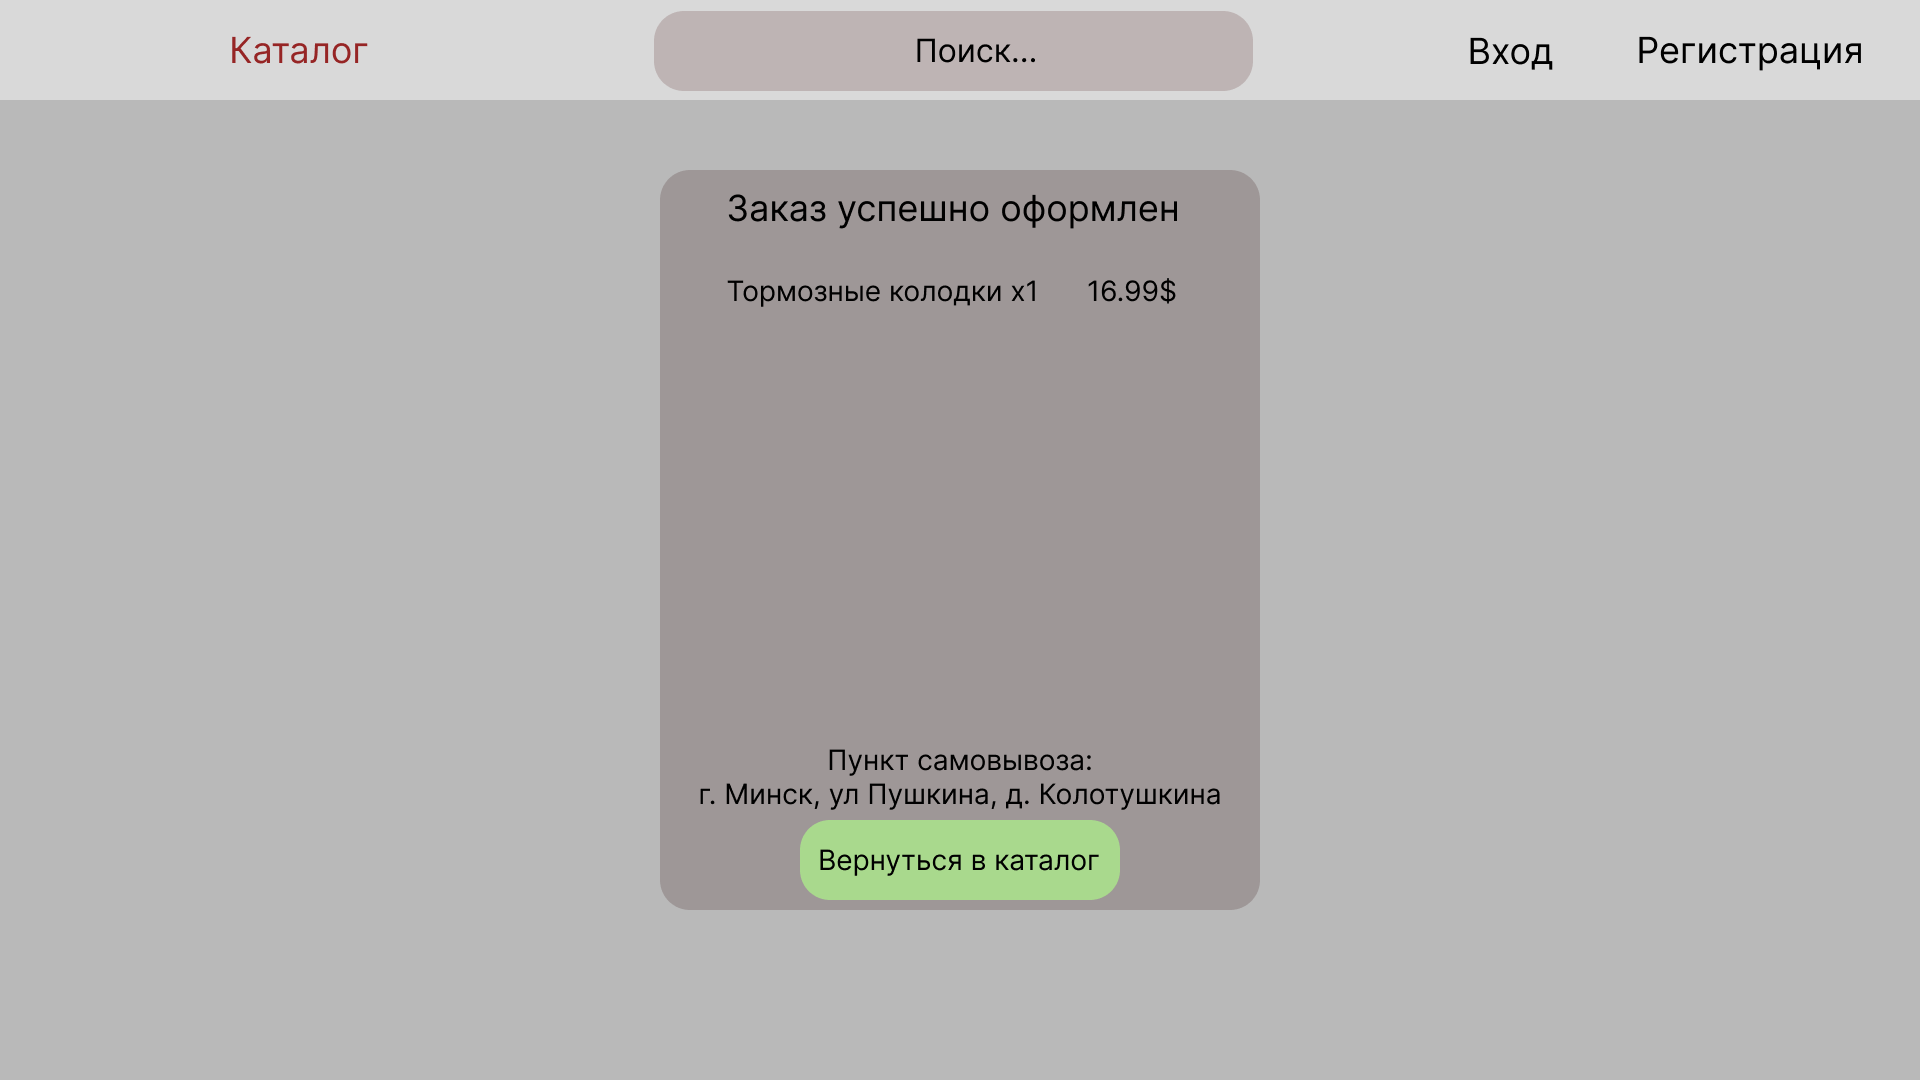 Каталог
Поиск...
Вход
Регистрация
Заказ успешно оформлен
Тормозные колодки x1 16.99$
Пункт самовывоза:
г. Минск, ул Пушкина, д. Колотушкина
Вернуться в каталог